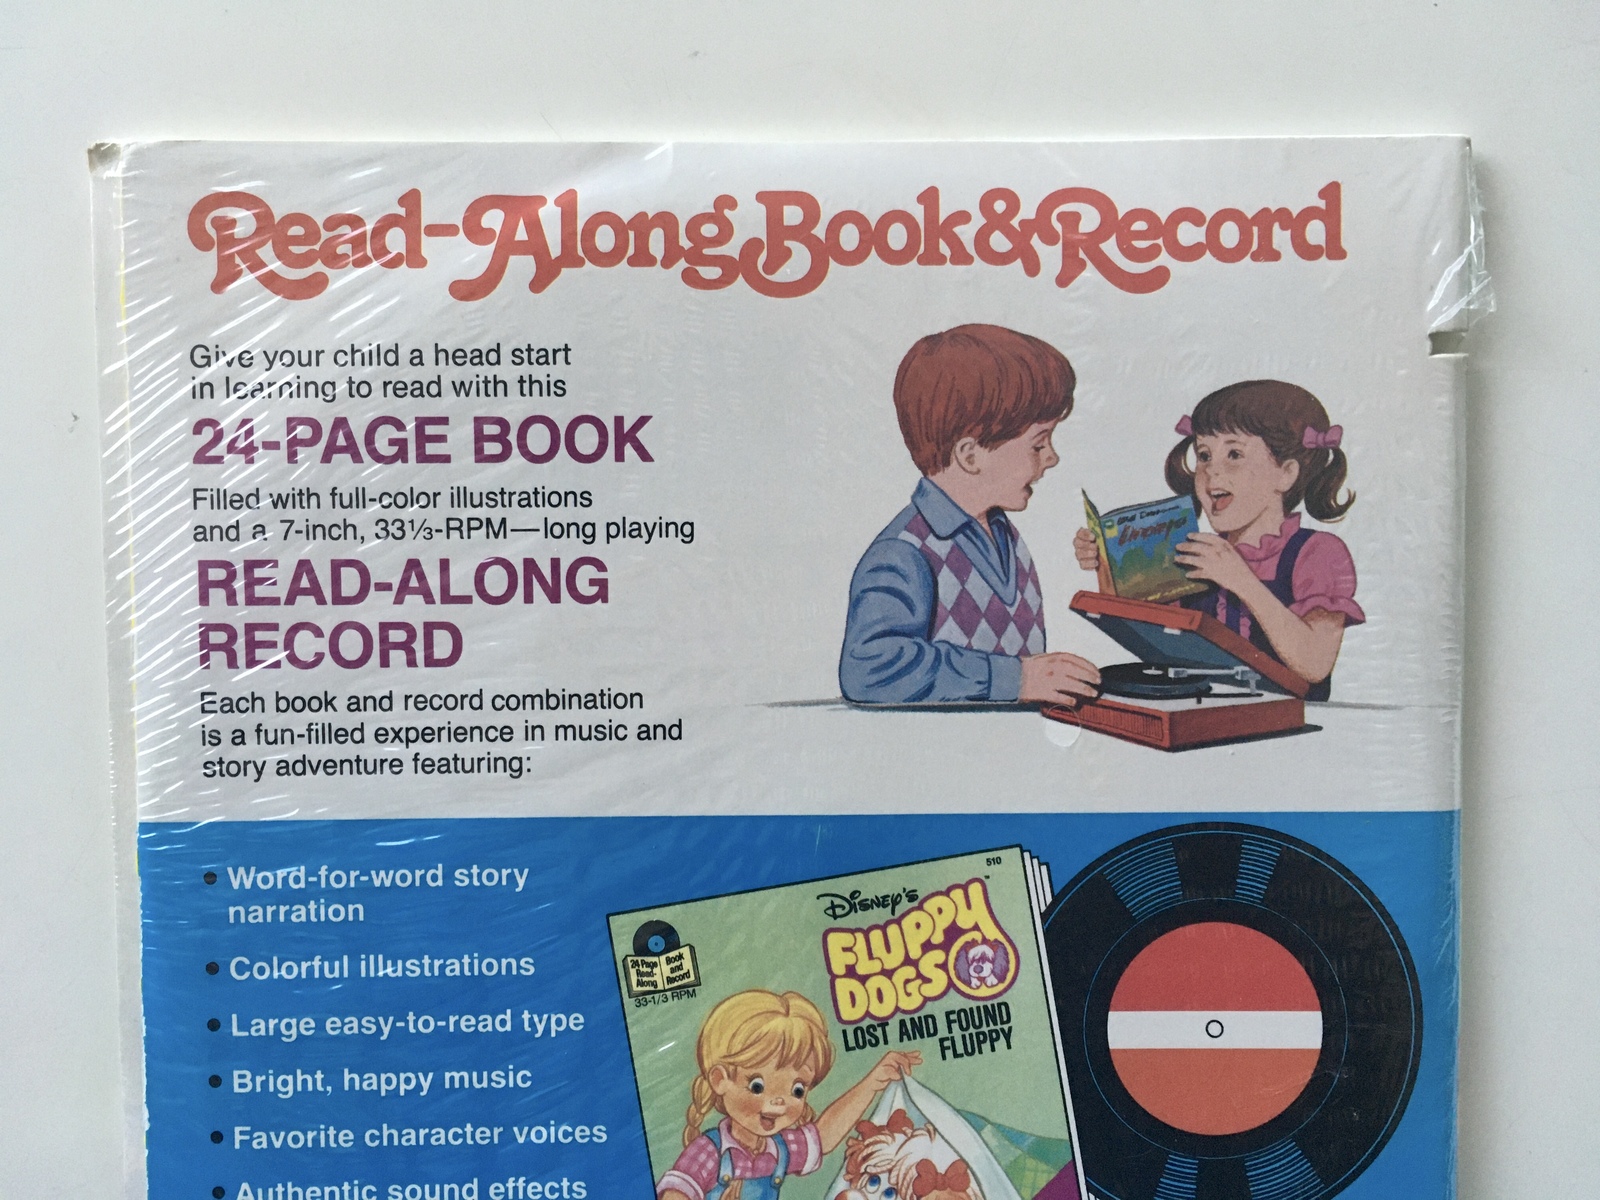 Read-Along Book & Record
Give your child a head start
in learning to read with this
24-PAGE BOOK
Filled with full-color illustrations
and a 7-inch, 33⅓-RPM—long playing
READ-ALONG
RECORD
Each book and record combination
is a fun-filled experience in music and
story adventure featuring:
• Word-for-word story
narration
• Colorful illustrations
• Large easy-to-read type
• Bright, happy music
• Favorite character voices
• Authentic sound effects
510
DISNEY'S
FLUPPY
DOGS™
LOST AND FOUND
FLUPPY
24 Page
Read-
Along
Book
and
Record
33-1/3 RPM